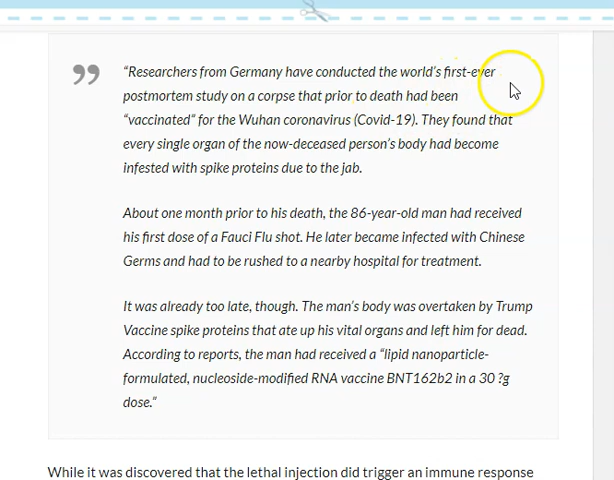 ”
“Researchers from Germany have conducted the world’s first-ever
postmortem study on a corpse that prior to death had been
“vaccinated” for the Wuhan coronavirus (Covid-19). They found that
every single organ of the now-deceased person’s body had become
infested with spike proteins due to the jab.
About one month prior to his death, the 86-year-old man had received
his first dose of a Fauci Flu shot. He later became infected with Chinese
Germs and had to be rushed to a nearby hospital for treatment.
It was already too late, though. The man’s body was overtaken by Trump
Vaccine spike proteins that ate up his vital organs and left him for dead.
According to reports, the man had received a “lipid nanoparticle-
formulated, nucleoside-modified RNA vaccine BNT162b2 in a 30 ?g
dose.”
While it was discovered that the lethal injection did trigger an immune response